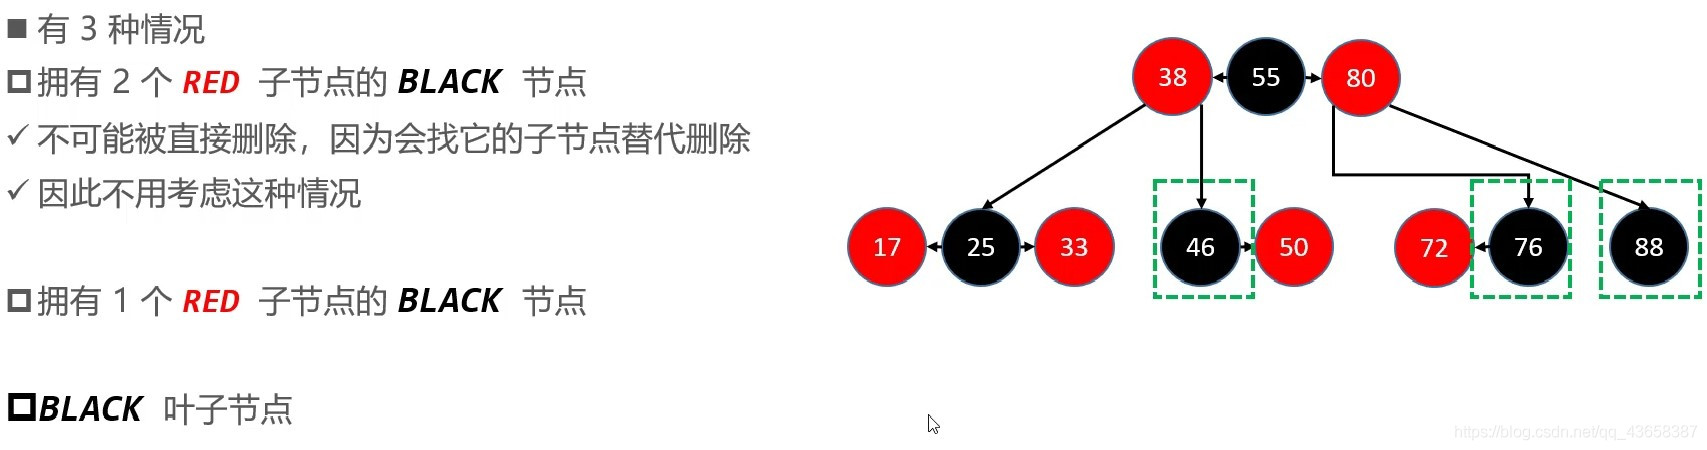 有 3 种情况
拥有 2 个 RED 子节点的 BLACK 节点
不可能被直接删除，因为会找它的子节点替代删除
因此不用考虑这种情况
拥有 1 个 RED 子节点的 BLACK 节点
BLACK 叶子节点
38 55 80
17 25 33 46 50 72 76 88
https://blog.csdn.net/qq_43658387